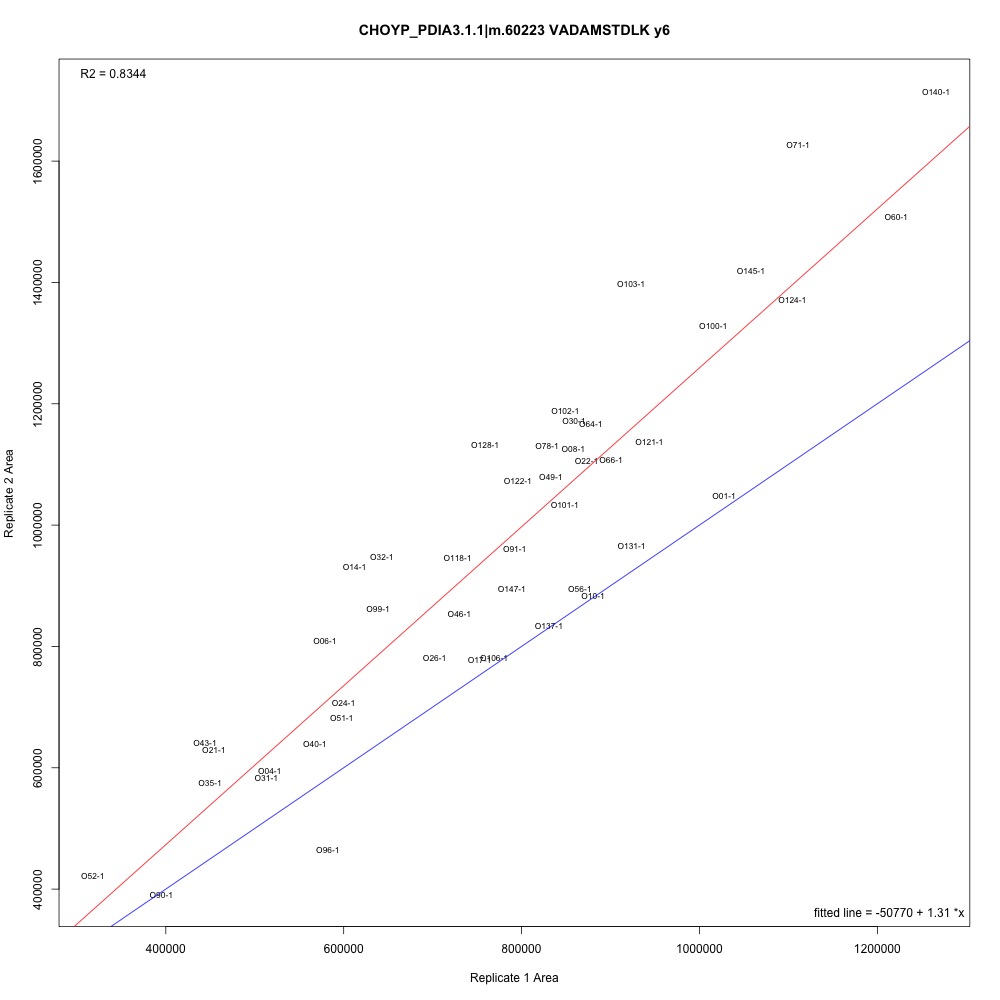 CHOYP_PDIA3.1.1|m.60223 VADAMSTDLK y6
R2 = 0.8344
O140-1
O71-1
O60-1
O145-1
O103-1
O124-1
O100-1
O102-1
O30-1
O64-1
O121-1
O128-1
O78-1
O08-1
O22-1
O66-1
O49-1
O122-1
O101-1
O01-1
O91-1
O131-1
O32-1
O118-1
O14-1
O147-1
O56-1
O10-1
O99-1
O46-1
O137-1
O06-1
O26-1
O17-1
O106-1
O24-1
O51-1
O43-1
O21-1
O40-1
O04-1
O31-1
O35-1
O96-1
O52-1
O90-1
fitted line = -50770 + 1.31 *x
Replicate 2 Area
400000
600000
800000
1000000
1200000
1400000
1600000
400000 600000 800000 1000000 1200000
Replicate 1 Area